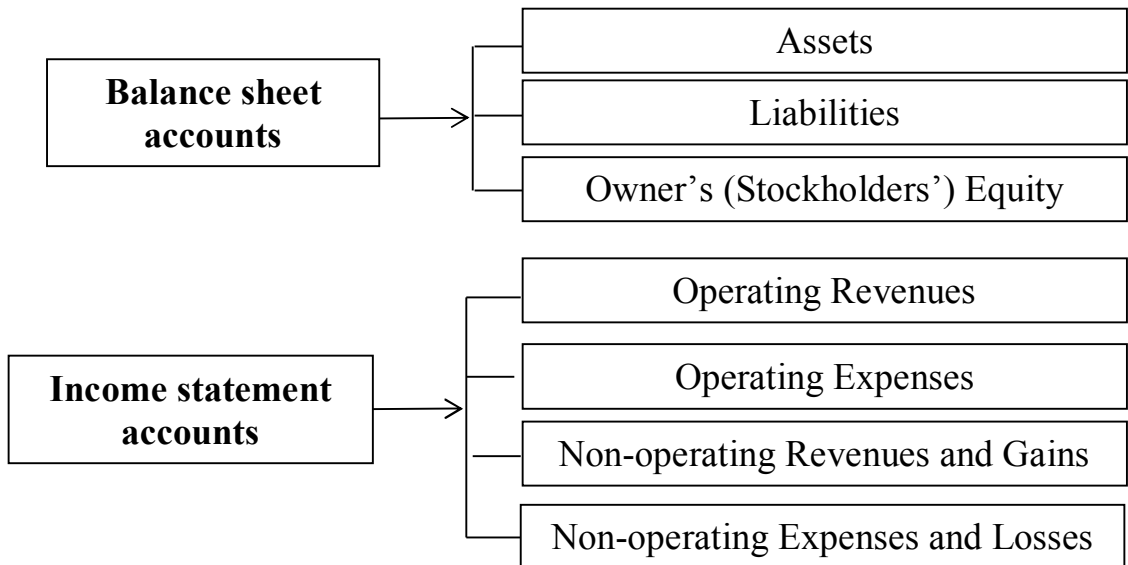 Balance sheet
accounts
Assets
Liabilities
Owner’s (Stockholders’) Equity
Income statement
accounts
Operating Revenues
Operating Expenses
Non-operating Revenues and Gains
Non-operating Expenses and Losses